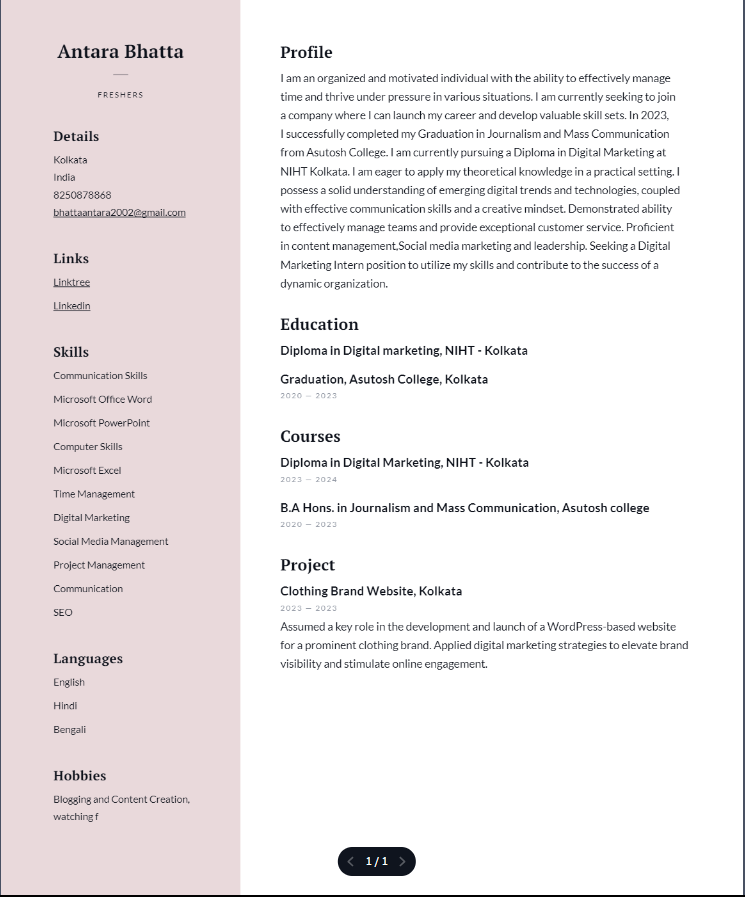 Antara Bhatta
FRESHERS
Details
Kolkata
India
8250878868
bhattaantara2002@gmail.com
Links
Linktree
LinkedIn
Skills
Communication Skills
Microsoft Office Word
Microsoft PowerPoint
Computer Skills
Microsoft Excel
Time Management
Digital Marketing
Social Media Management
Project Management
Communication
SEO
Languages
English
Hindi
Bengali
Hobbies
Blogging and Content Creation,
watching f
Profile
I am an organized and motivated individual with the ability to effectively manage
time and thrive under pressure in various situations. I am currently seeking to join
a company where I can launch my career and develop valuable skill sets. In 2023,
I successfully completed my Graduation in Journalism and Mass Communication
from Asutosh College. I am currently pursuing a Diploma in Digital Marketing at
NIHT Kolkata. I am eager to apply my theoretical knowledge in a practical setting. I
possess a solid understanding of emerging digital trends and technologies, coupled
with effective communication skills and a creative mindset. Demonstrated ability
to effectively manage teams and provide exceptional customer service. Proficient
in content management,Social media marketing and leadership. Seeking a Digital
Marketing Intern position to utilize my skills and contribute to the success of a
dynamic organization.
Education
Diploma in Digital marketing, NIHT - Kolkata
Graduation, Asutosh College, Kolkata
2020 — 2023
Courses
Diploma in Digital Marketing, NIHT - Kolkata
2023 — 2024
B.A Hons. in Journalism and Mass Communication, Asutosh college
2020 — 2023
Project
Clothing Brand Website, Kolkata
2023 — 2023
Assumed a key role in the development and launch of a WordPress-based website
for a prominent clothing brand. Applied digital marketing strategies to elevate brand
visibility and stimulate online engagement.
1 / 1